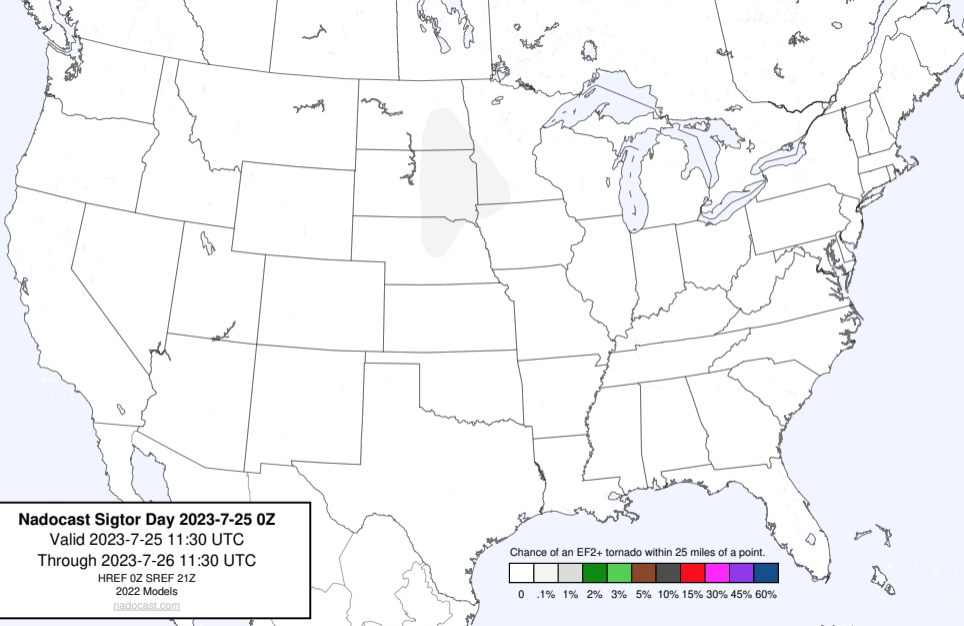 Nadocast Sigtor Day 2023-7-25 0Z
Valid 2023-7-25 11:30 UTC
Through 2023-7-26 11:30 UTC
HREF 0Z SREF 21Z
2022 Models
nadocast.com
Chance of an EF2+ tornado within 25 miles of a point.
0 .1% 1% 2% 3% 5% 10% 15% 30% 45% 60%